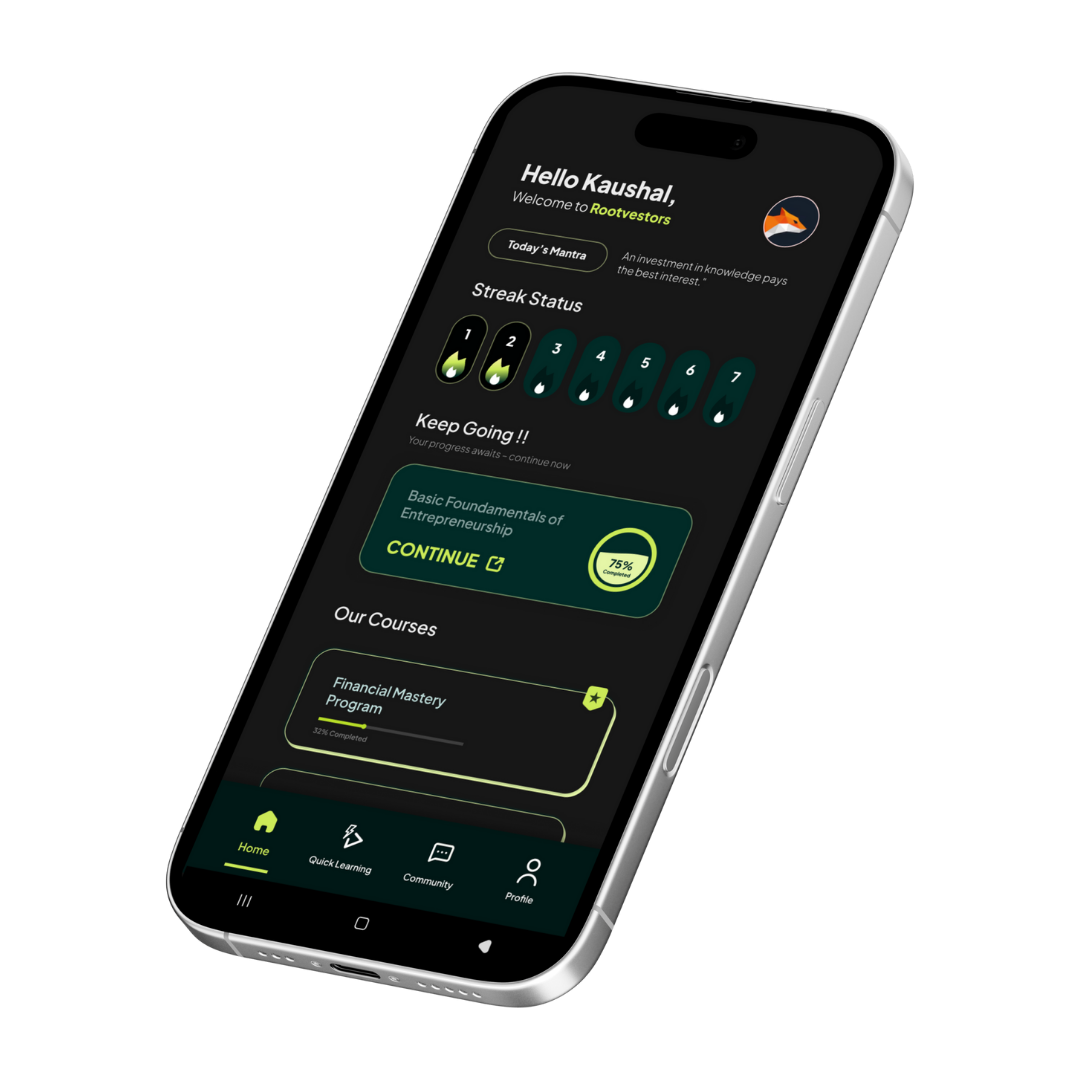 Hello Kaushal,
Welcome to Rootvestors
Today's Mantra
An investment in knowledge pays
the best interest."
Streak Status
1 2 3 4 5 6 7
Keep Going !!
Your progress awaits - continue now
Basic Foundamentals of
Entrepreneurship
CONTINUE
75%
Completed
Our Courses
Financial Mastery
Program
32% Completed
Home
Quick Learning
Community
Profile